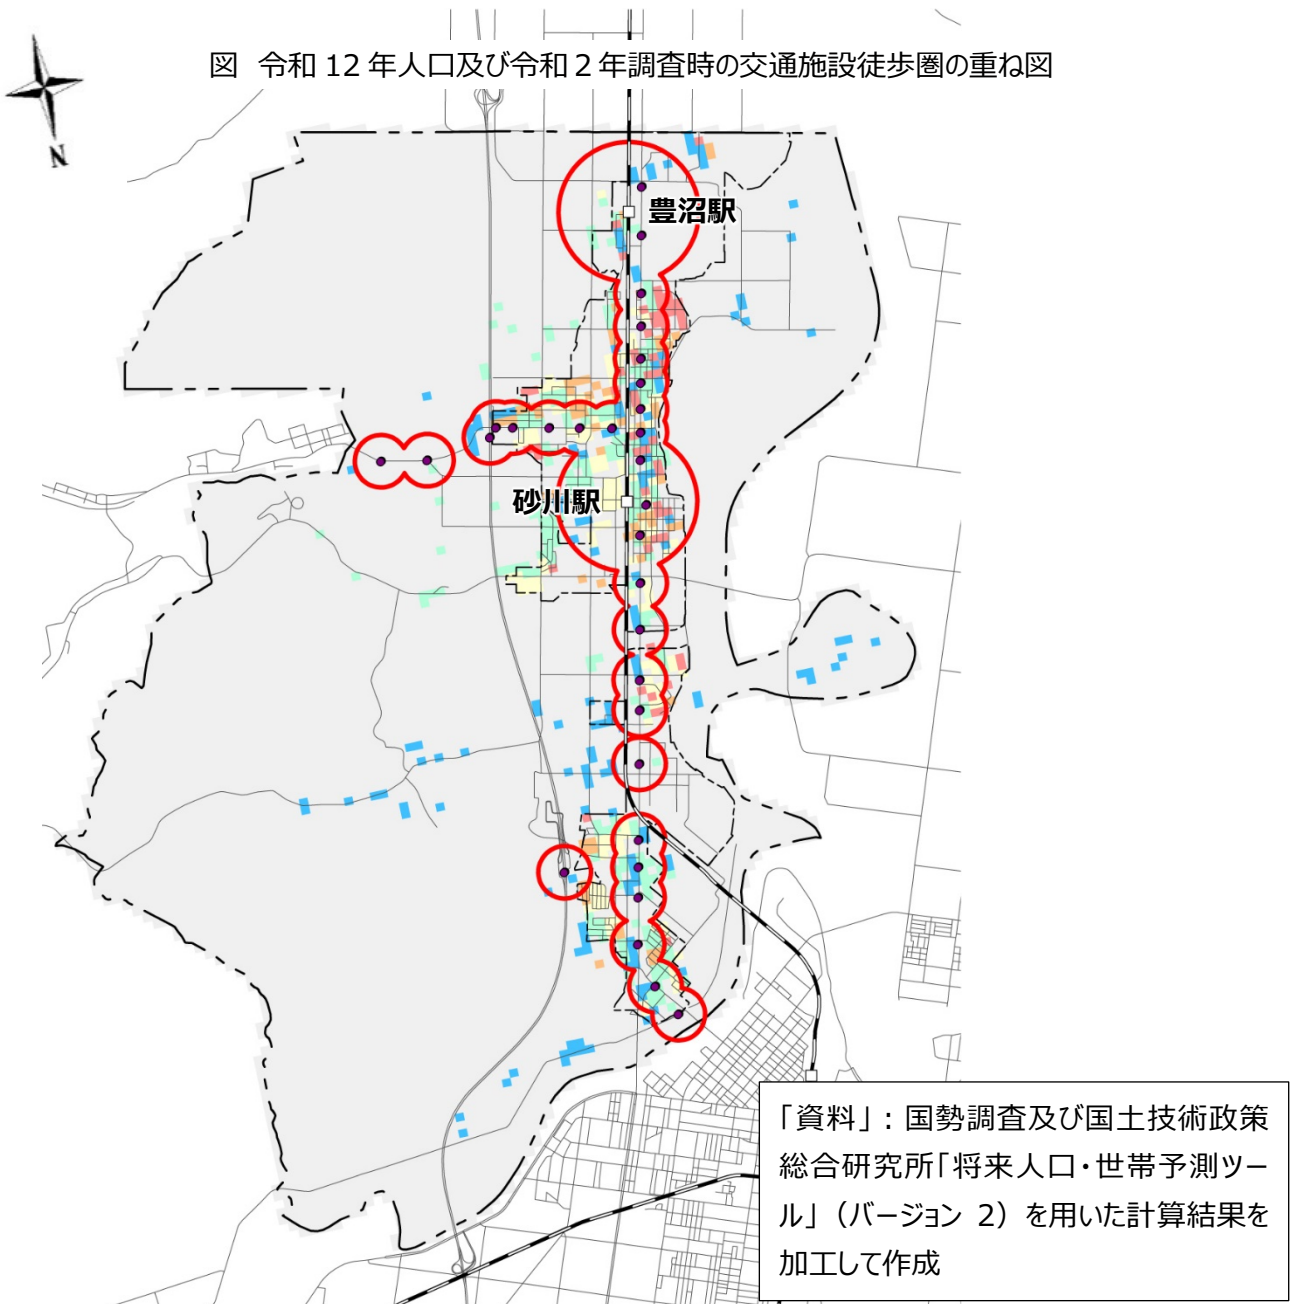 図 令和 12 年人口及び令和２年調査時の交通施設徒歩圏の重ね図
N
豊沼駅
砂川駅
「資料」：国勢調査及び国土技術政策
総合研究所「将来人口・世帯予測ツー
ル」（バージョン 2）を用いた計算結果を
加工して作成